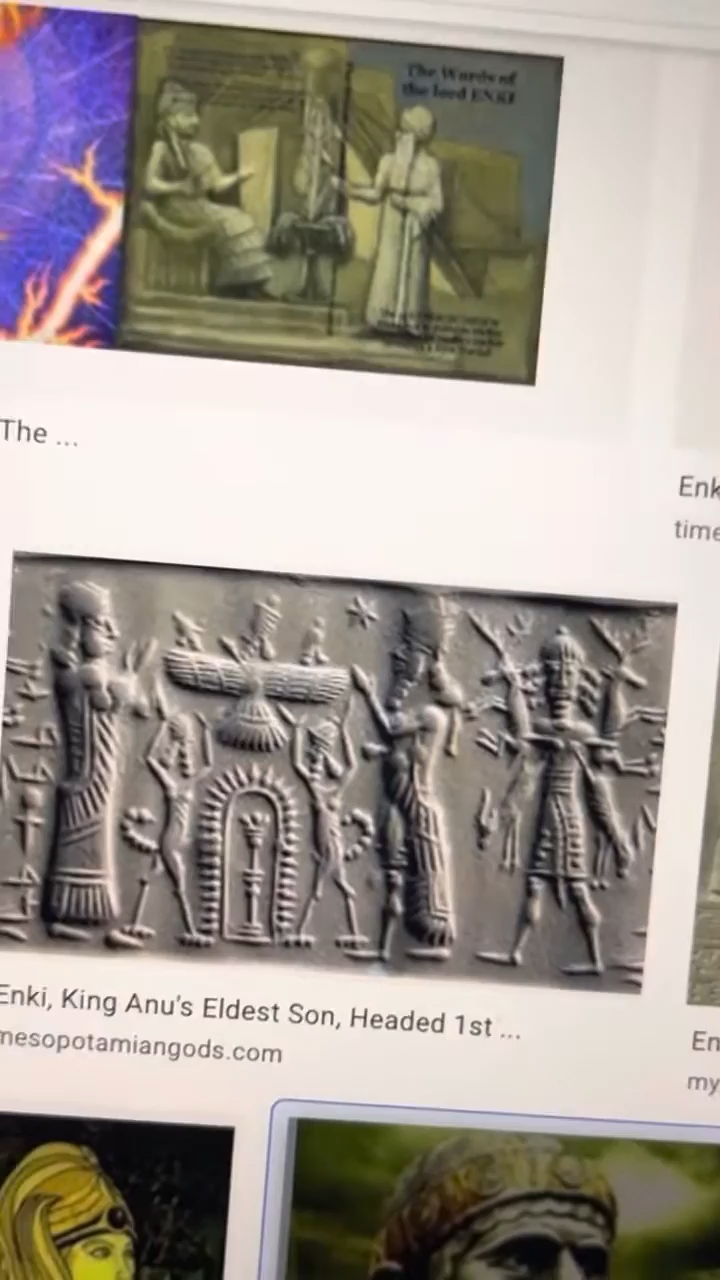 The Words of
the lord ENKI
The ...
Enk
time
Enki, King Anu's Eldest Son, Headed 1st ...
mesopotamiangods.com
En
my